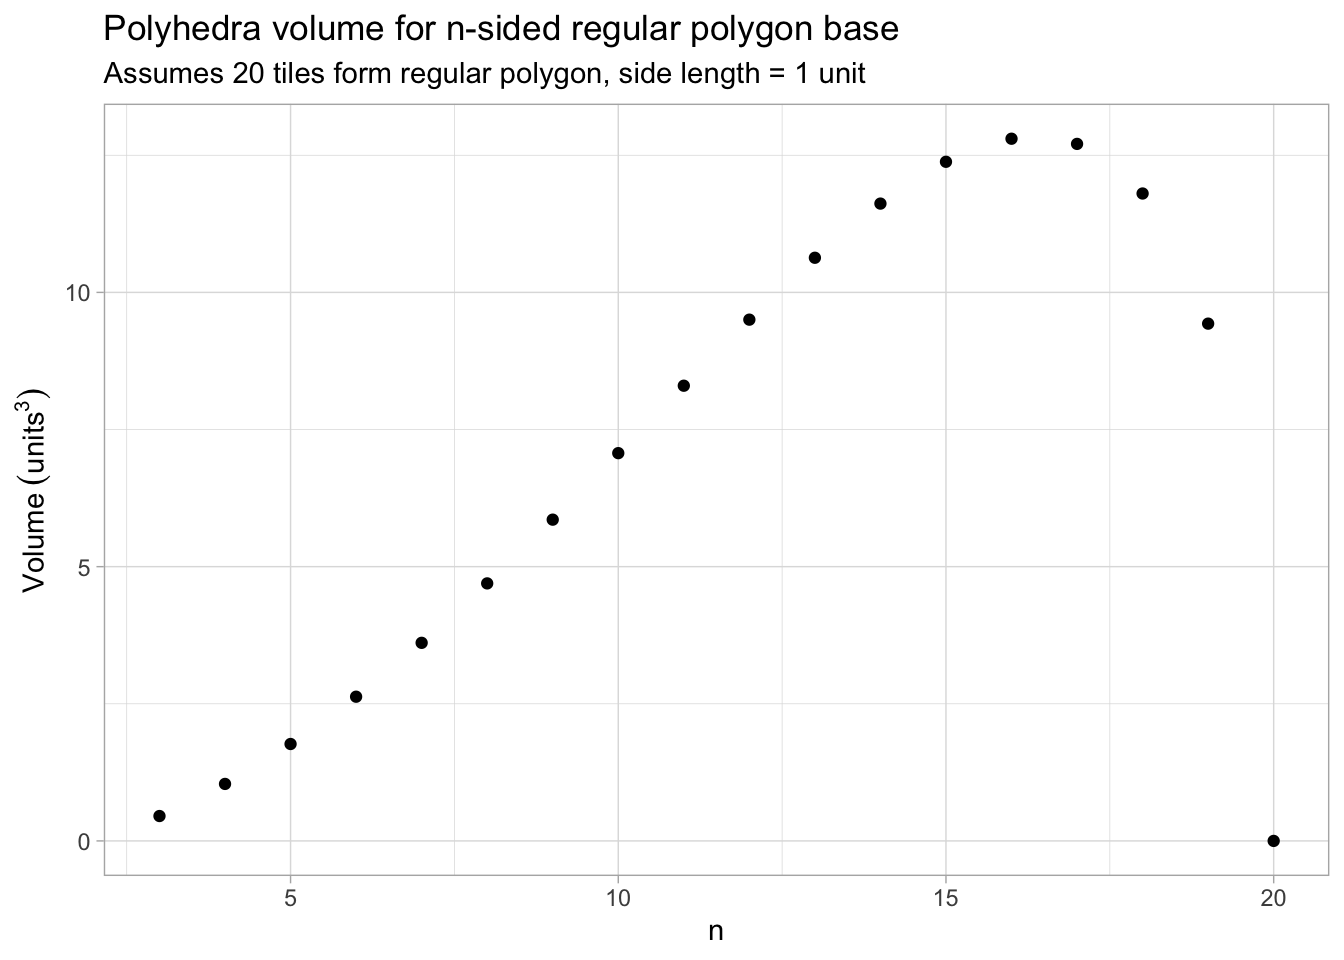 Polyhedra volume for n-sided regular polygon base
Assumes 20 tiles form regular polygon, side length = 1 unit
Volume (units³)
10
5
0
5
10
15
20
n